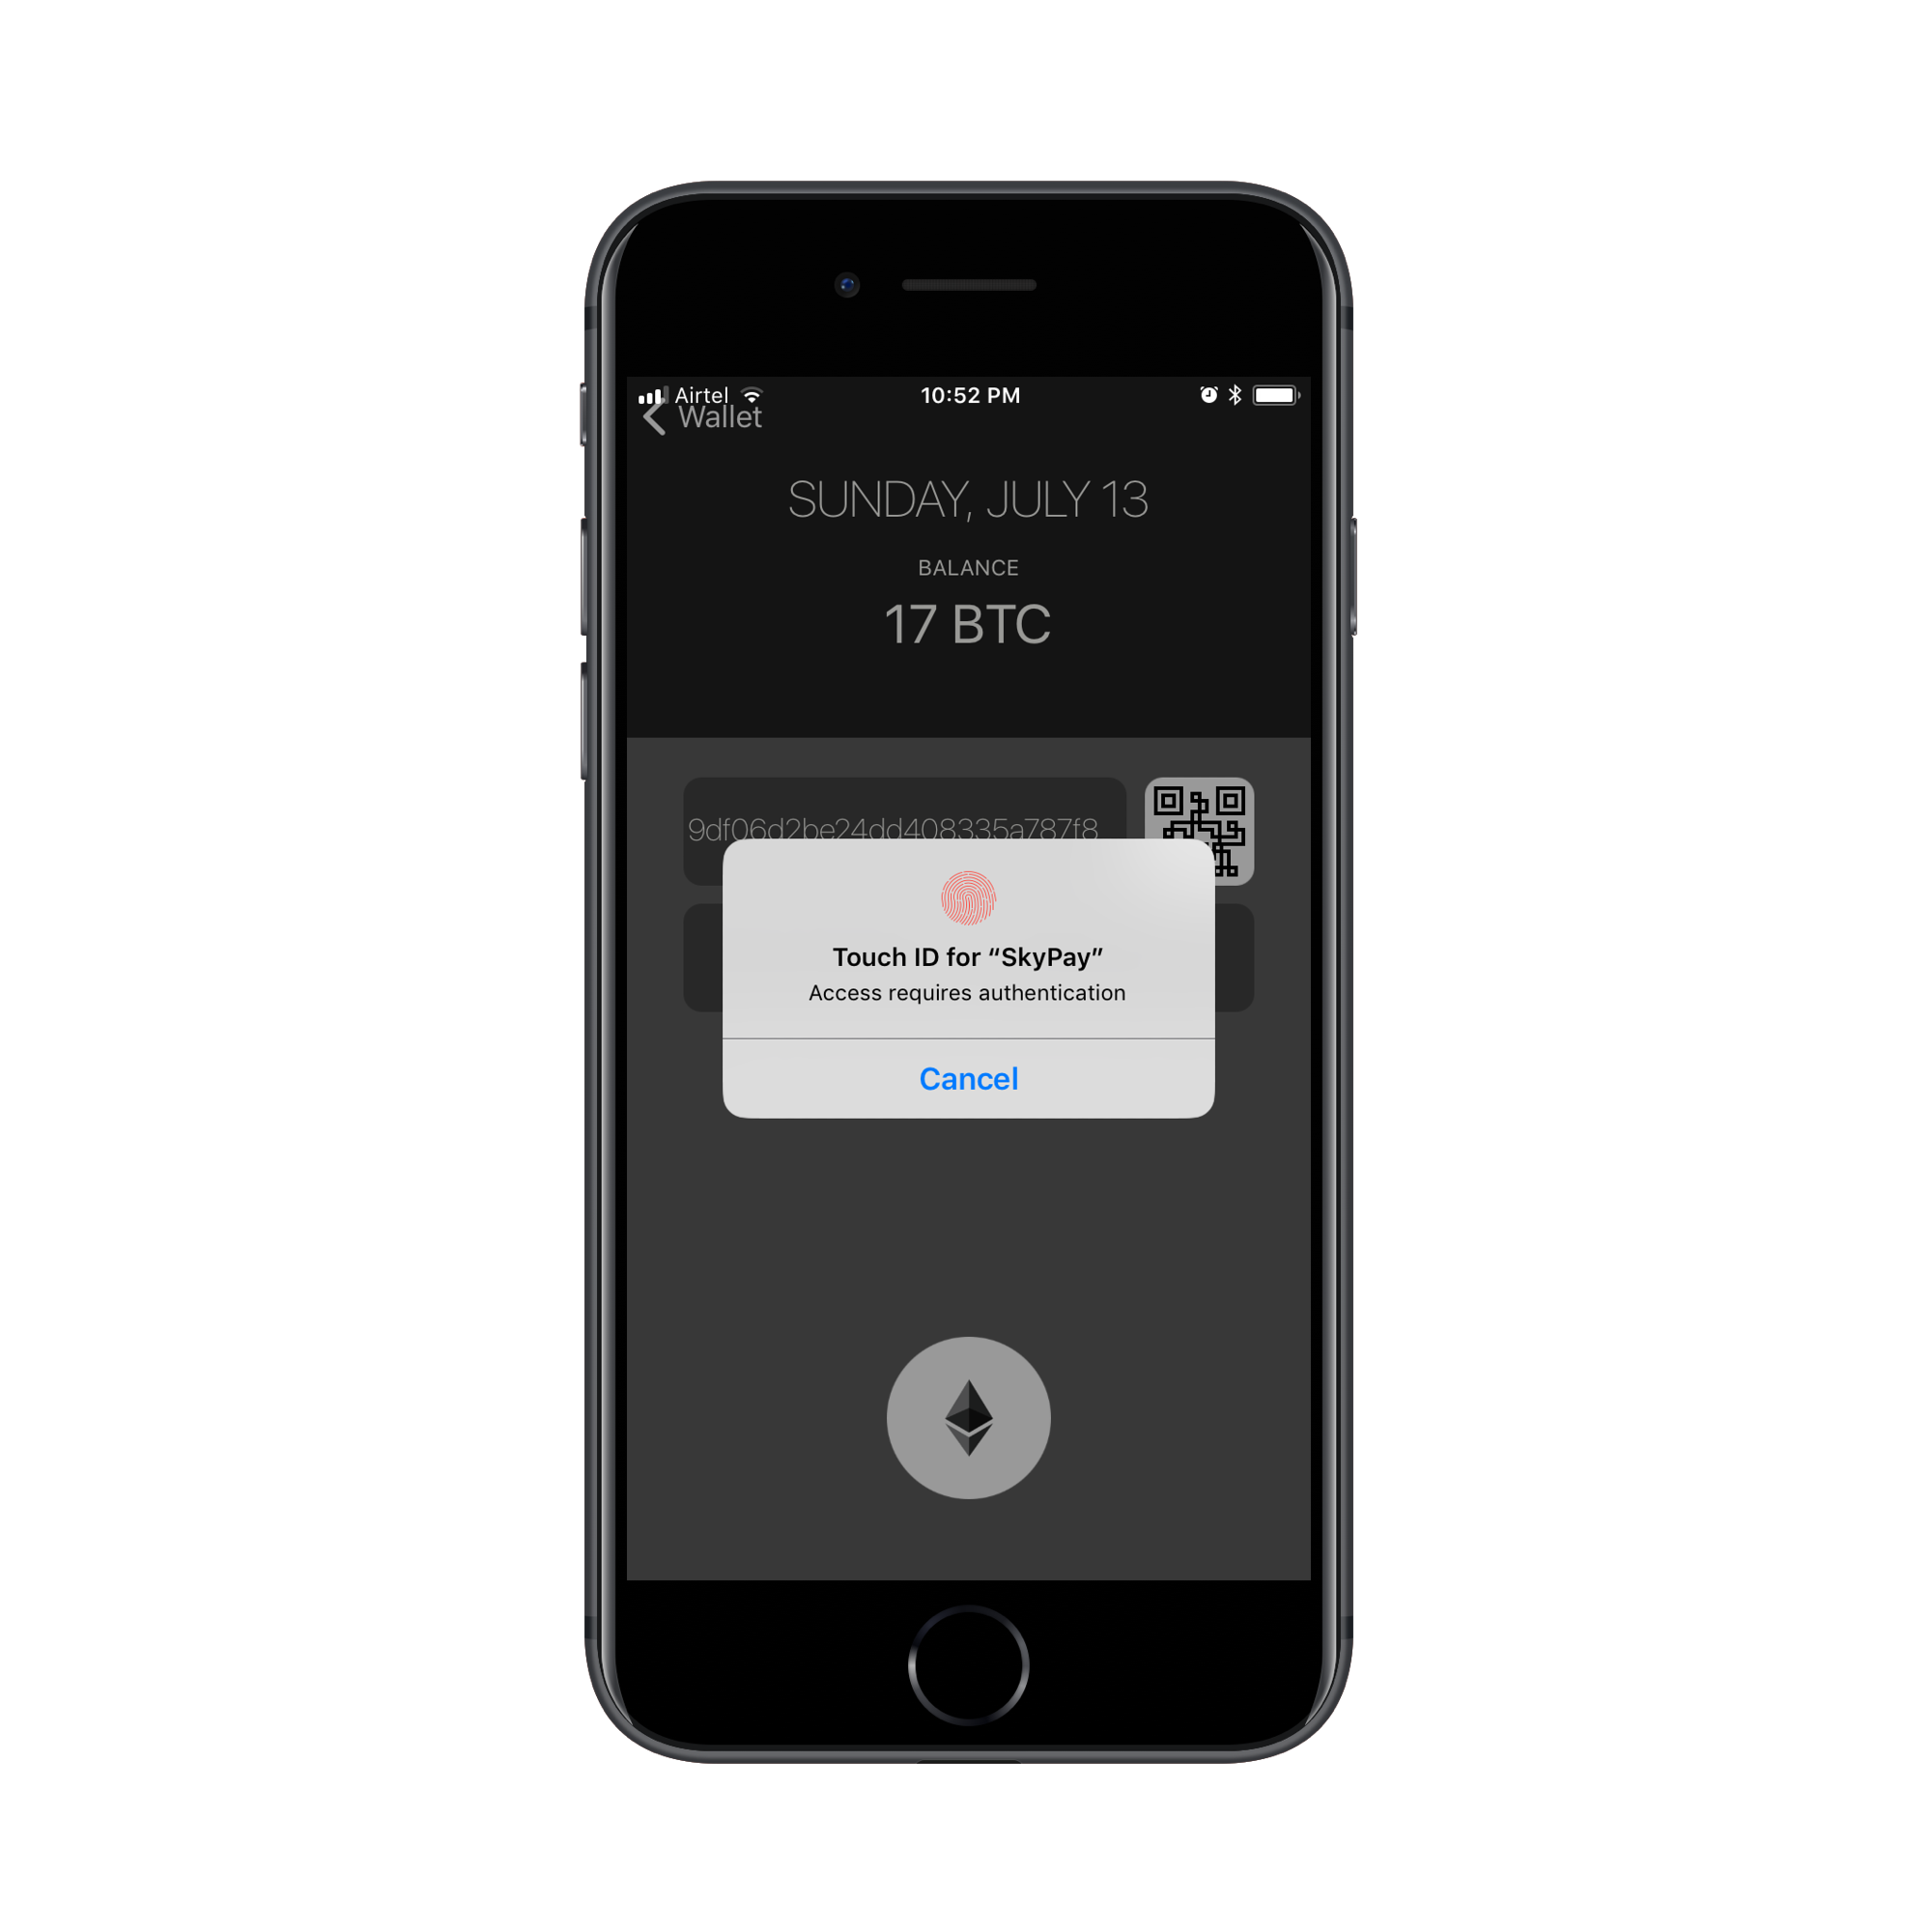 Airtel 10:52 PM
Wallet
SUNDAY, JULY 13
BALANCE
17 BTC
9df06d2be24dd408335a787f8
Touch ID for “SkyPay”
Access requires authentication
Cancel